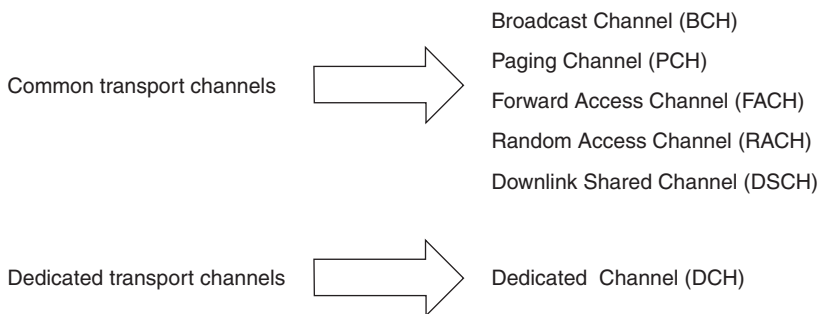 Common transport channels
Broadcast Channel (BCH)
Paging Channel (PCH)
Forward Access Channel (FACH)
Random Access Channel (RACH)
Downlink Shared Channel (DSCH)
Dedicated transport channels
Dedicated Channel (DCH)